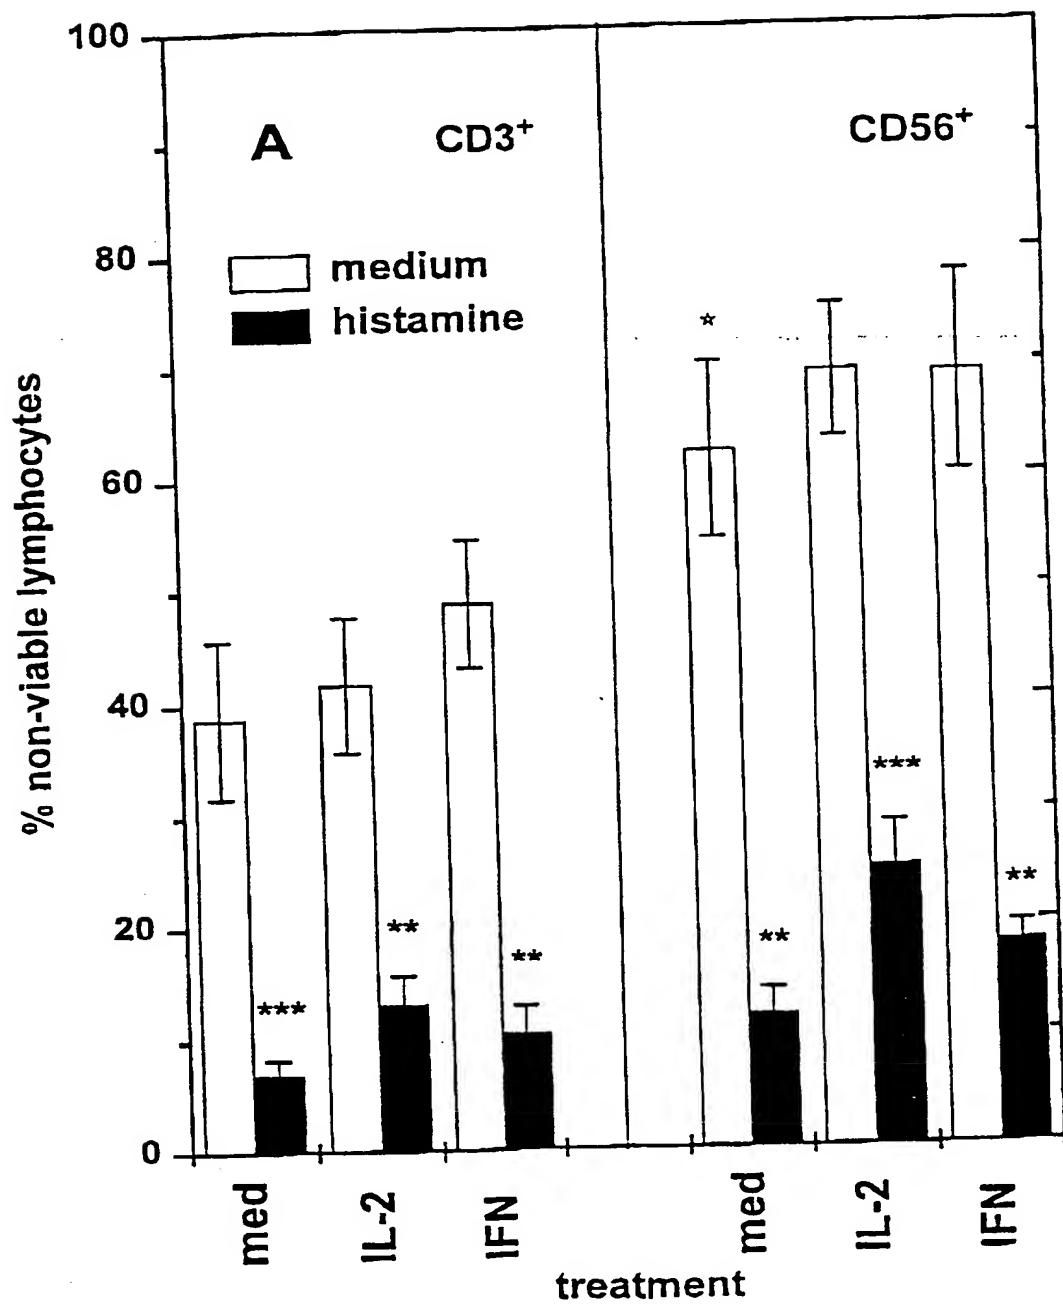 100
A
CD3+
CD56+
80
medium
histamine
☆
% non-viable lymphocytes
60
40
***
**
**
20
**
**
***
0
med
IL-2
IFN
med
IL-2
IFN
treatment